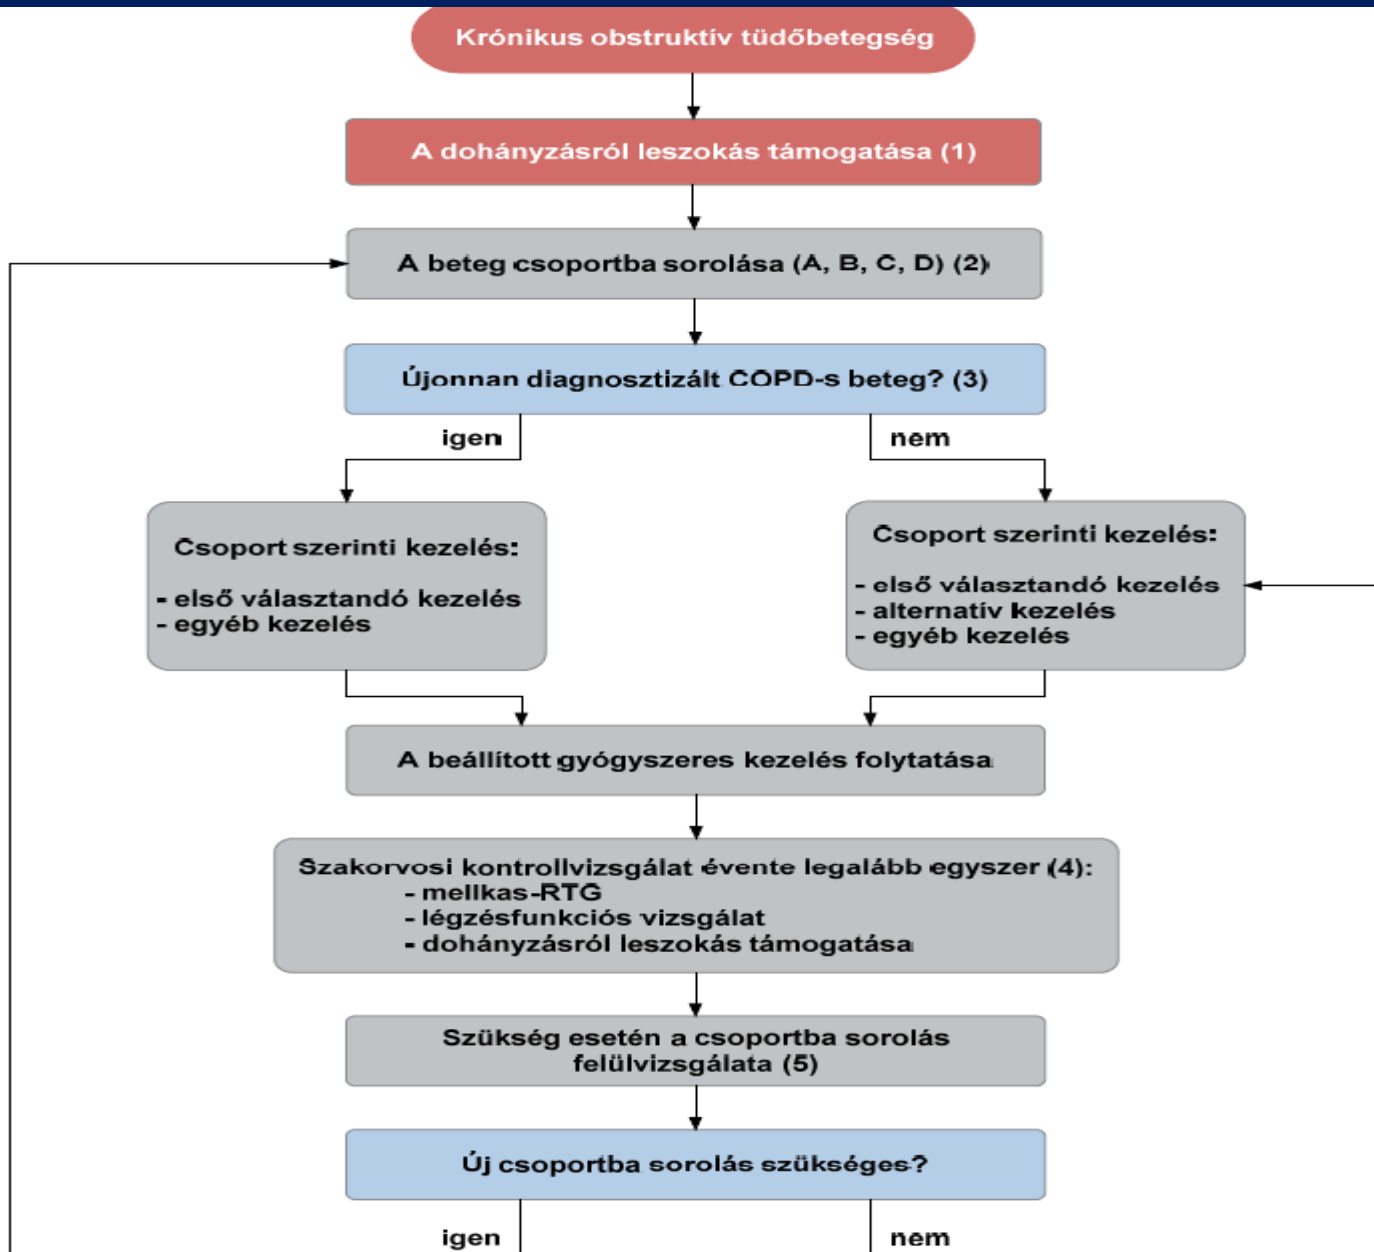 Krónikus obstruktív tüdőbetegség
A dohányzásról leszokás támogatása (1)
A beteg csoportba sorolása (A, B, C, D) (2)
Újonnan diagnosztizált COPD-s beteg? (3)
igen
nem
Csoport szerinti kezelés:
- első választandó kezelés
- egyéb kezelés
Csoport szerinti kezelés:
- első választandó kezelés
- alternatív kezelés
- egyéb kezelés
A beállított gyógyszeres kezelés folytatása
Szakorvosi kontrollvizsgálat évente legalább egyszer (4):
- mellkas-RTG
- légzésfunkciós vizsgálat
- dohányzásról leszokás támogatása
Szükség esetén a csoportba sorolás
felülvizsgálata (5)
Új csoportba sorolás szükséges?
igen
nem